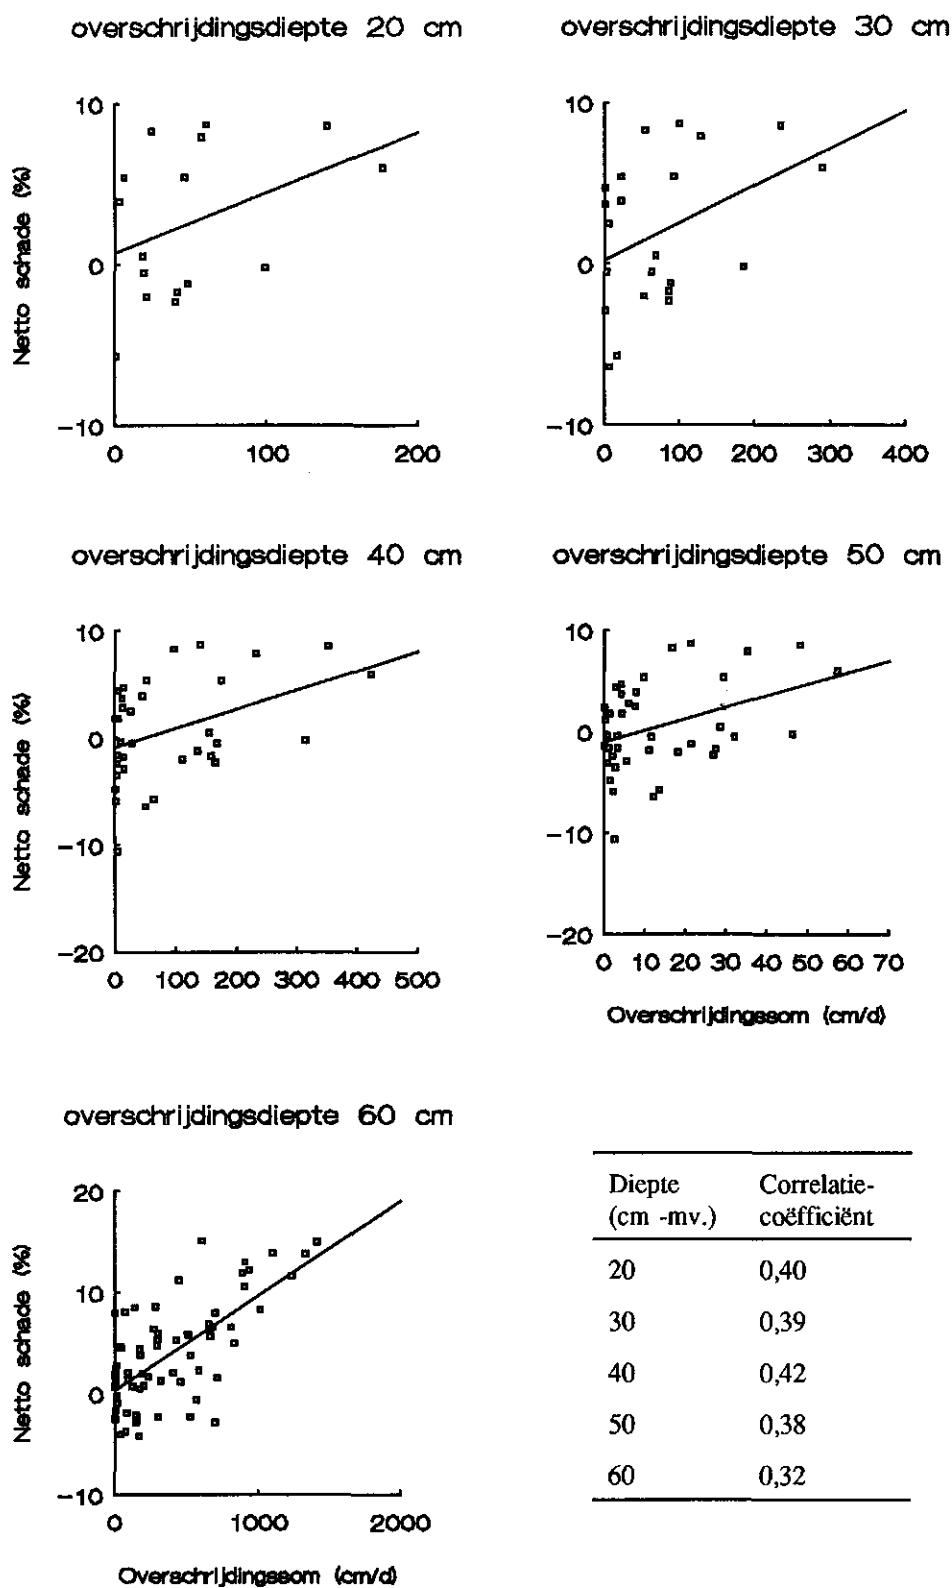 overschrijdingsdiepte 20 cm
Netto schade (%)
10
0
−10
0 100 200
overschrijdingsdiepte 30 cm
10
0
−10
0 100 200 300 400
overschrijdingsdiepte 40 cm
Netto schade (%)
10
0
−10
−20
0 100 200 300 400 500
overschrijdingsdiepte 50 cm
10
0
−10
−20
0 10 20 30 40 50 60 70
Overschrijdingssom (cm/d)
overschrijdingsdiepte 60 cm
Netto schade (%)
20
10
0
−10
0 1000 2000
Overschrijdingssom (cm/d)
Diepte Correlatie-
(cm -mv.) coëfficiënt
20 0,40
30 0,39
40 0,42
50 0,38
60 0,32